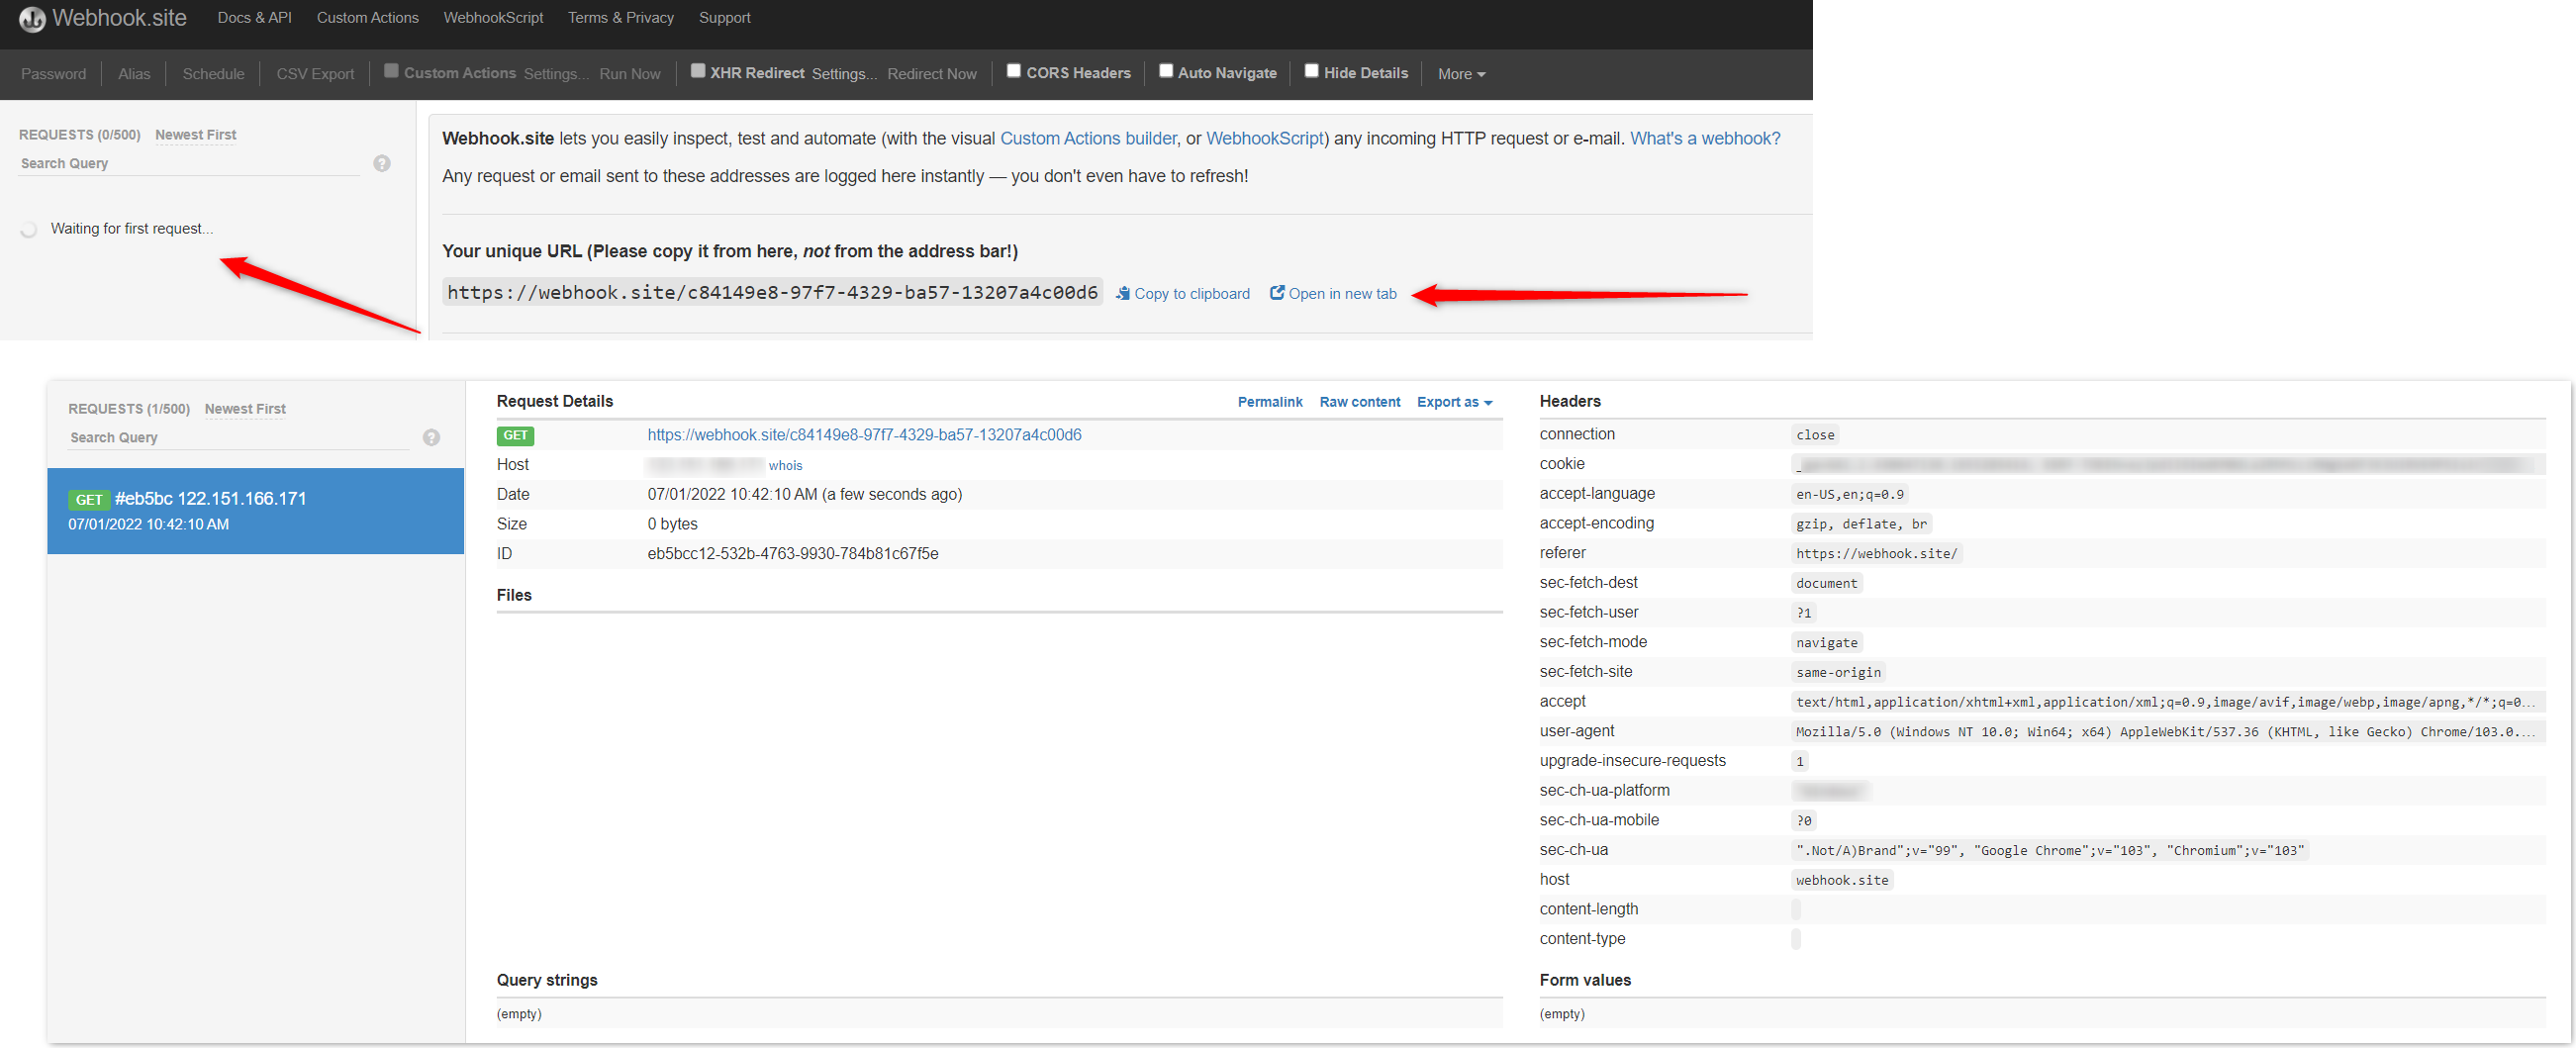 Webhook.site Docs & API Custom Actions WebhookScript Terms & Privacy Support
Password Alias Schedule CSV Export Custom Actions Settings... Run Now XHR Redirect Settings... Redirect Now CORS Headers Auto Navigate Hide Details More
REQUESTS (0/500) Newest First
Search Query ?
Waiting for first request...
Webhook.site lets you easily inspect, test and automate (with the visual Custom Actions builder, or WebhookScript) any incoming HTTP request or e-mail. What's a webhook?
Any request or email sent to these addresses are logged here instantly — you don't even have to refresh!
Your unique URL (Please copy it from here, not from the address bar!)
https://webhook.site/c84149e8-97f7-4329-ba57-13207a4c00d6 Copy to clipboard Open in new tab
REQUESTS (1/500) Newest First
Search Query ?
GET #eb5bc 122.151.166.171
07/01/2022 10:42:10 AM
Request Details Permalink Raw content Export as
GET https://webhook.site/c84149e8-97f7-4329-ba57-13207a4c00d6
Host whois
Date 07/01/2022 10:42:10 AM (a few seconds ago)
Size 0 bytes
ID eb5bcc12-532b-4763-9930-784b81c67f5e
Files
Query strings
(empty)
Headers
connection close
cookie
accept-language en-US,en;q=0.9
accept-encoding gzip, deflate, br
referer https://webhook.site/
sec-fetch-dest document
sec-fetch-user ?1
sec-fetch-mode navigate
sec-fetch-site same-origin
accept text/html,application/xhtml+xml,application/xml;q=0.9,image/avif,image/webp,image/apng,*/*;q=0...
user-agent Mozilla/5.0 (Windows NT 10.0; Win64; x64) AppleWebKit/537.36 (KHTML, like Gecko) Chrome/103.0....
upgrade-insecure-requests 1
sec-ch-ua-platform
sec-ch-ua-mobile ?0
sec-ch-ua ".Not/A)Brand";v="99", "Google Chrome";v="103", "Chromium";v="103"
host webhook.site
content-length
content-type
Form values
(empty)